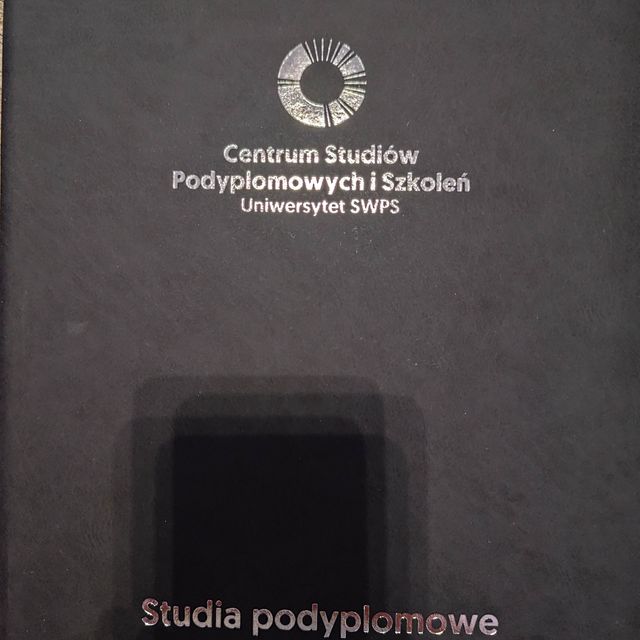 Centrum Studiów
Podyplomowych i Szkoleń
Uniwersytet SWPS
Studia podyplomowe